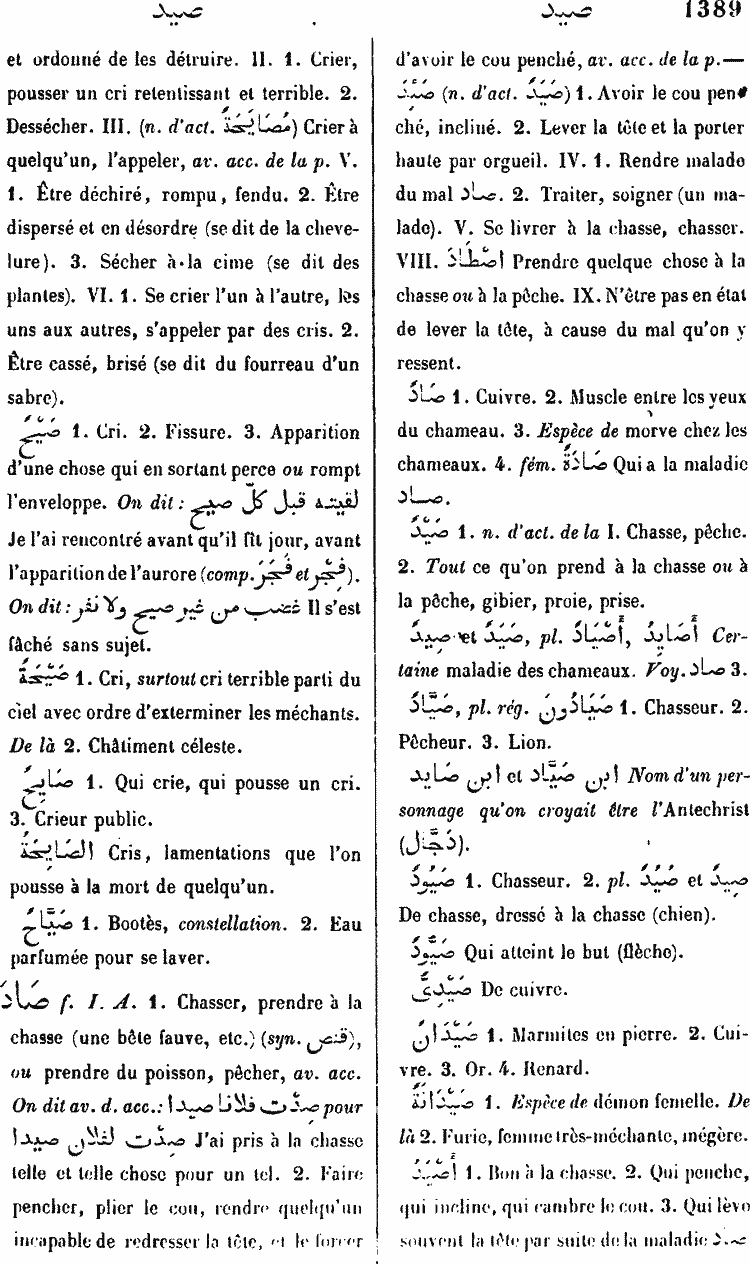 صيد صيد 1389
et ordonné de les détruire. II. 1. Crier,
pousser un cri retentissant et terrible. 2.
Dessécher. III. (n. d'act. مُصَايَحَةٌ) Crier à
quelqu'un, l'appeler, av. acc. de la p. V.
1. Être déchiré, rompu, fendu. 2. Être
dispersé et en désordre (se dit de la cheve-
lure). 3. Sécher à la cime (se dit des
plantes). VI. 1. Se crier l'un à l'autre, les
uns aux autres, s'appeler par des cris. 2.
Être cassé, brisé (se dit du fourreau d'un
sabre).
صَيْحٌ 1. Cri. 2. Fissure. 3. Apparition
d'une chose qui en sortant perce ou rompt
l'enveloppe. On dit : لقيته قبل كلّ صيح
Je l'ai rencontré avant qu'il fît jour, avant
l'apparition de l'aurore (comp. فَجَرَ et فَجْر).
On dit : غضب من غير صيح ولا نفر Il s'est
fâché sans sujet.
صَيْحَةٌ 1. Cri, surtout cri terrible parti du
ciel avec ordre d'exterminer les méchants.
De là 2. Châtiment céleste.
صَايِحٌ 1. Qui crie, qui pousse un cri.
3. Crieur public.
الصَّايِحَةُ Cris, lamentations que l'on
pousse à la mort de quelqu'un.
صَيَّاحٌ 1. Bootès, constellation. 2. Eau
parfumée pour se laver.
صَادَ f. I. A. 1. Chasser, prendre à la
chasse (une bête fauve, etc.) (syn. قنص),
ou prendre du poisson, pêcher, av. acc.
On dit av. d. acc.: صدّت فلانا صيدا pour
صدّت لفلان صيدا J'ai pris à la chasse
telle et telle chose pour un tel. 2. Faire
pencher, plier le cou, rendre quelqu'un
incapable de redresser la tête, et le forcer
d'avoir le cou penché, av. acc. de la p.—
صَيِدَ (n. d'act. صَيَدٌ) 1. Avoir le cou pen-
ché, incliné. 2. Lever la tête et la porter
haute par orgueil. IV. 1. Rendre malade
du mal صاد. 2. Traiter, soigner (un ma-
lade). V. Se livrer à la chasse, chasser.
VIII. اصْطَادَ Prendre quelque chose à la
chasse ou à la pêche. IX. N'être pas en état
de lever la tête, à cause du mal qu'on y
ressent.
صَادٌ 1. Cuivre. 2. Muscle entre les yeux
du chameau. 3. Espèce de morve chez les
chameaux. 4. fém. صَادَةٌ Qui a la maladie
صاد.
صَيْدٌ 1. n. d'act. de la I. Chasse, pêche.
2. Tout ce qu'on prend à la chasse ou à
la pêche, gibier, proie, prise.
صَيَدٌ et صِيدٌ, pl. أَصْيَادٌ, أَصَايِدُ Cer-
taine maladie des chameaux. Voy. صاد 3.
صَيَّادٌ, pl. rég. صَيَّادُونَ 1. Chasseur. 2.
Pêcheur. 3. Lion.
ابن صَيَّاد et ابن صَايد Nom d'un per-
sonnage qu'on croyait être l'Antechrist
(دَجَّال).
صَيُودٌ 1. Chasseur. 2. pl. صُيُدٌ et صِيدٌ
De chasse, dressé à la chasse (chien).
صَيُّودٌ Qui atteint le but (flèche).
صَيْدِيٌّ De cuivre.
صَيْدَانٌ 1. Marmites en pierre. 2. Cui-
vre. 3. Or. 4. Renard.
صَيْدَانَةٌ 1. Espèce de démon femelle. De
là 2. Furie, femme très-méchante, mégère.
أَصْيَدُ 1. Bon à la chasse. 2. Qui penche,
qui incline, qui cambre le cou. 3. Qui lève
souvent la tête par suite de la maladie صاد